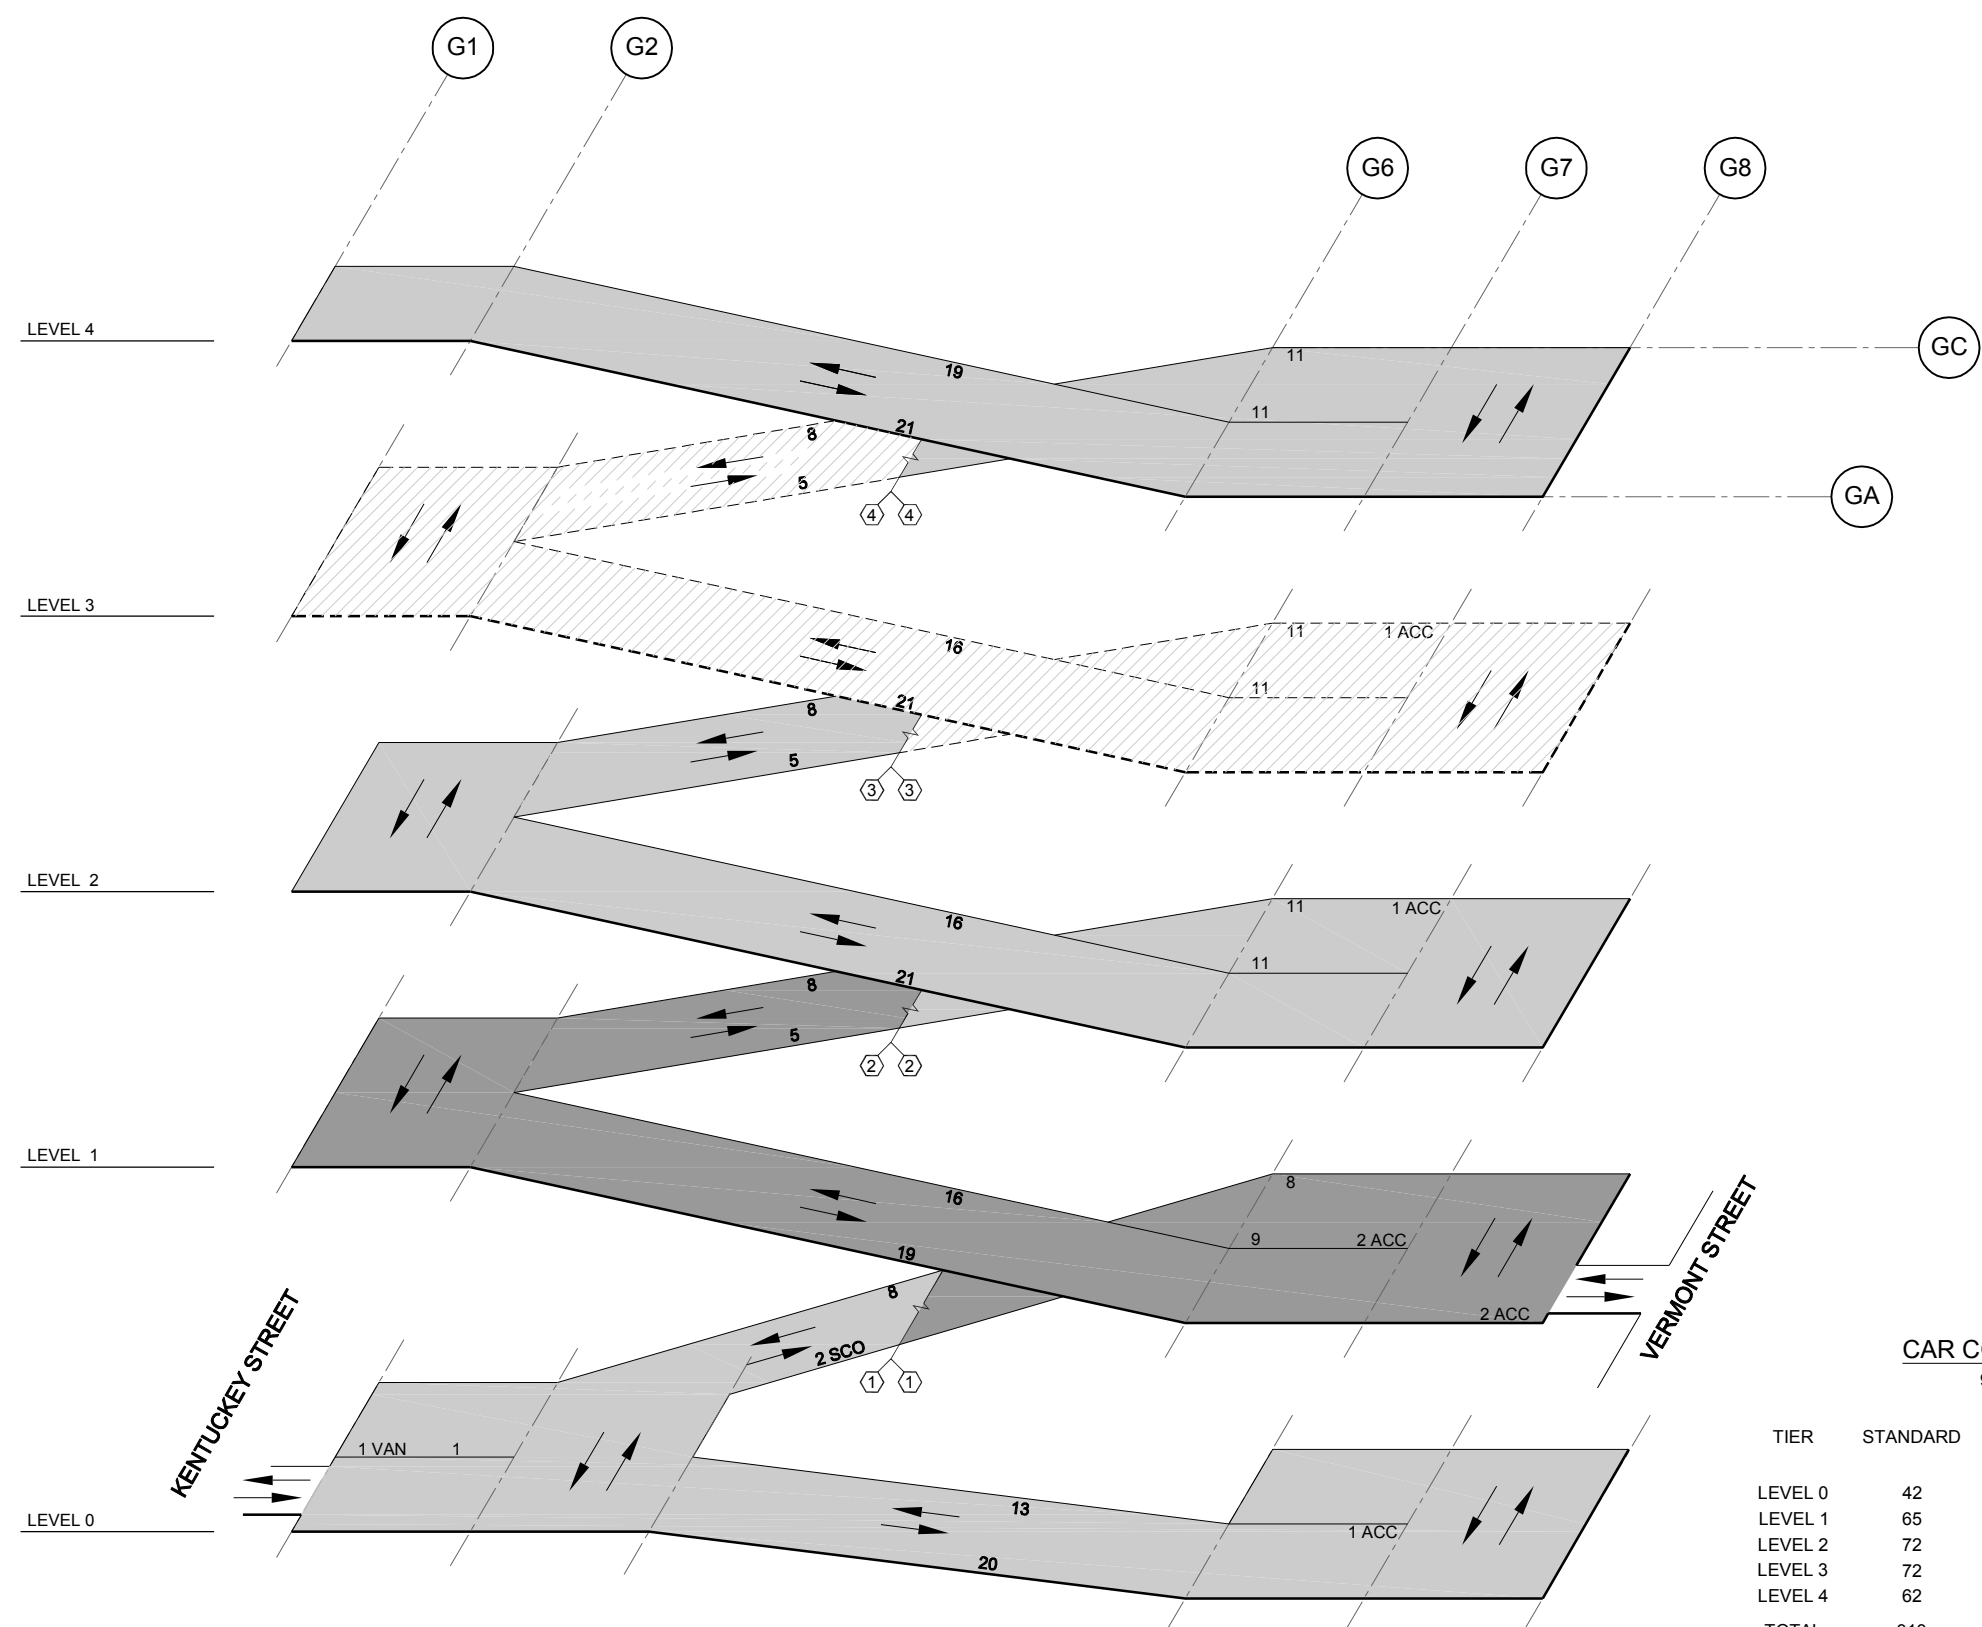 G1
G2
G6
G7
G8
LEVEL 4
GC
19
11
11
GA
8
21
5
4
4
LEVEL 3
16
11
1 ACC
11
8
21
5
3
3
LEVEL 2
16
11
1 ACC
11
8
21
5
2
2
LEVEL 1
16
8
9
2 ACC
19
2 ACC
VERMONT STREET
8
2 SCO
1
1
KENTUCKEY STREET
1 VAN
1
13
1 ACC
20
LEVEL 0
CAR
TIER STANDARD
LEVEL 0 42
LEVEL 1 65
LEVEL 2 72
LEVEL 3 72
LEVEL 4 62